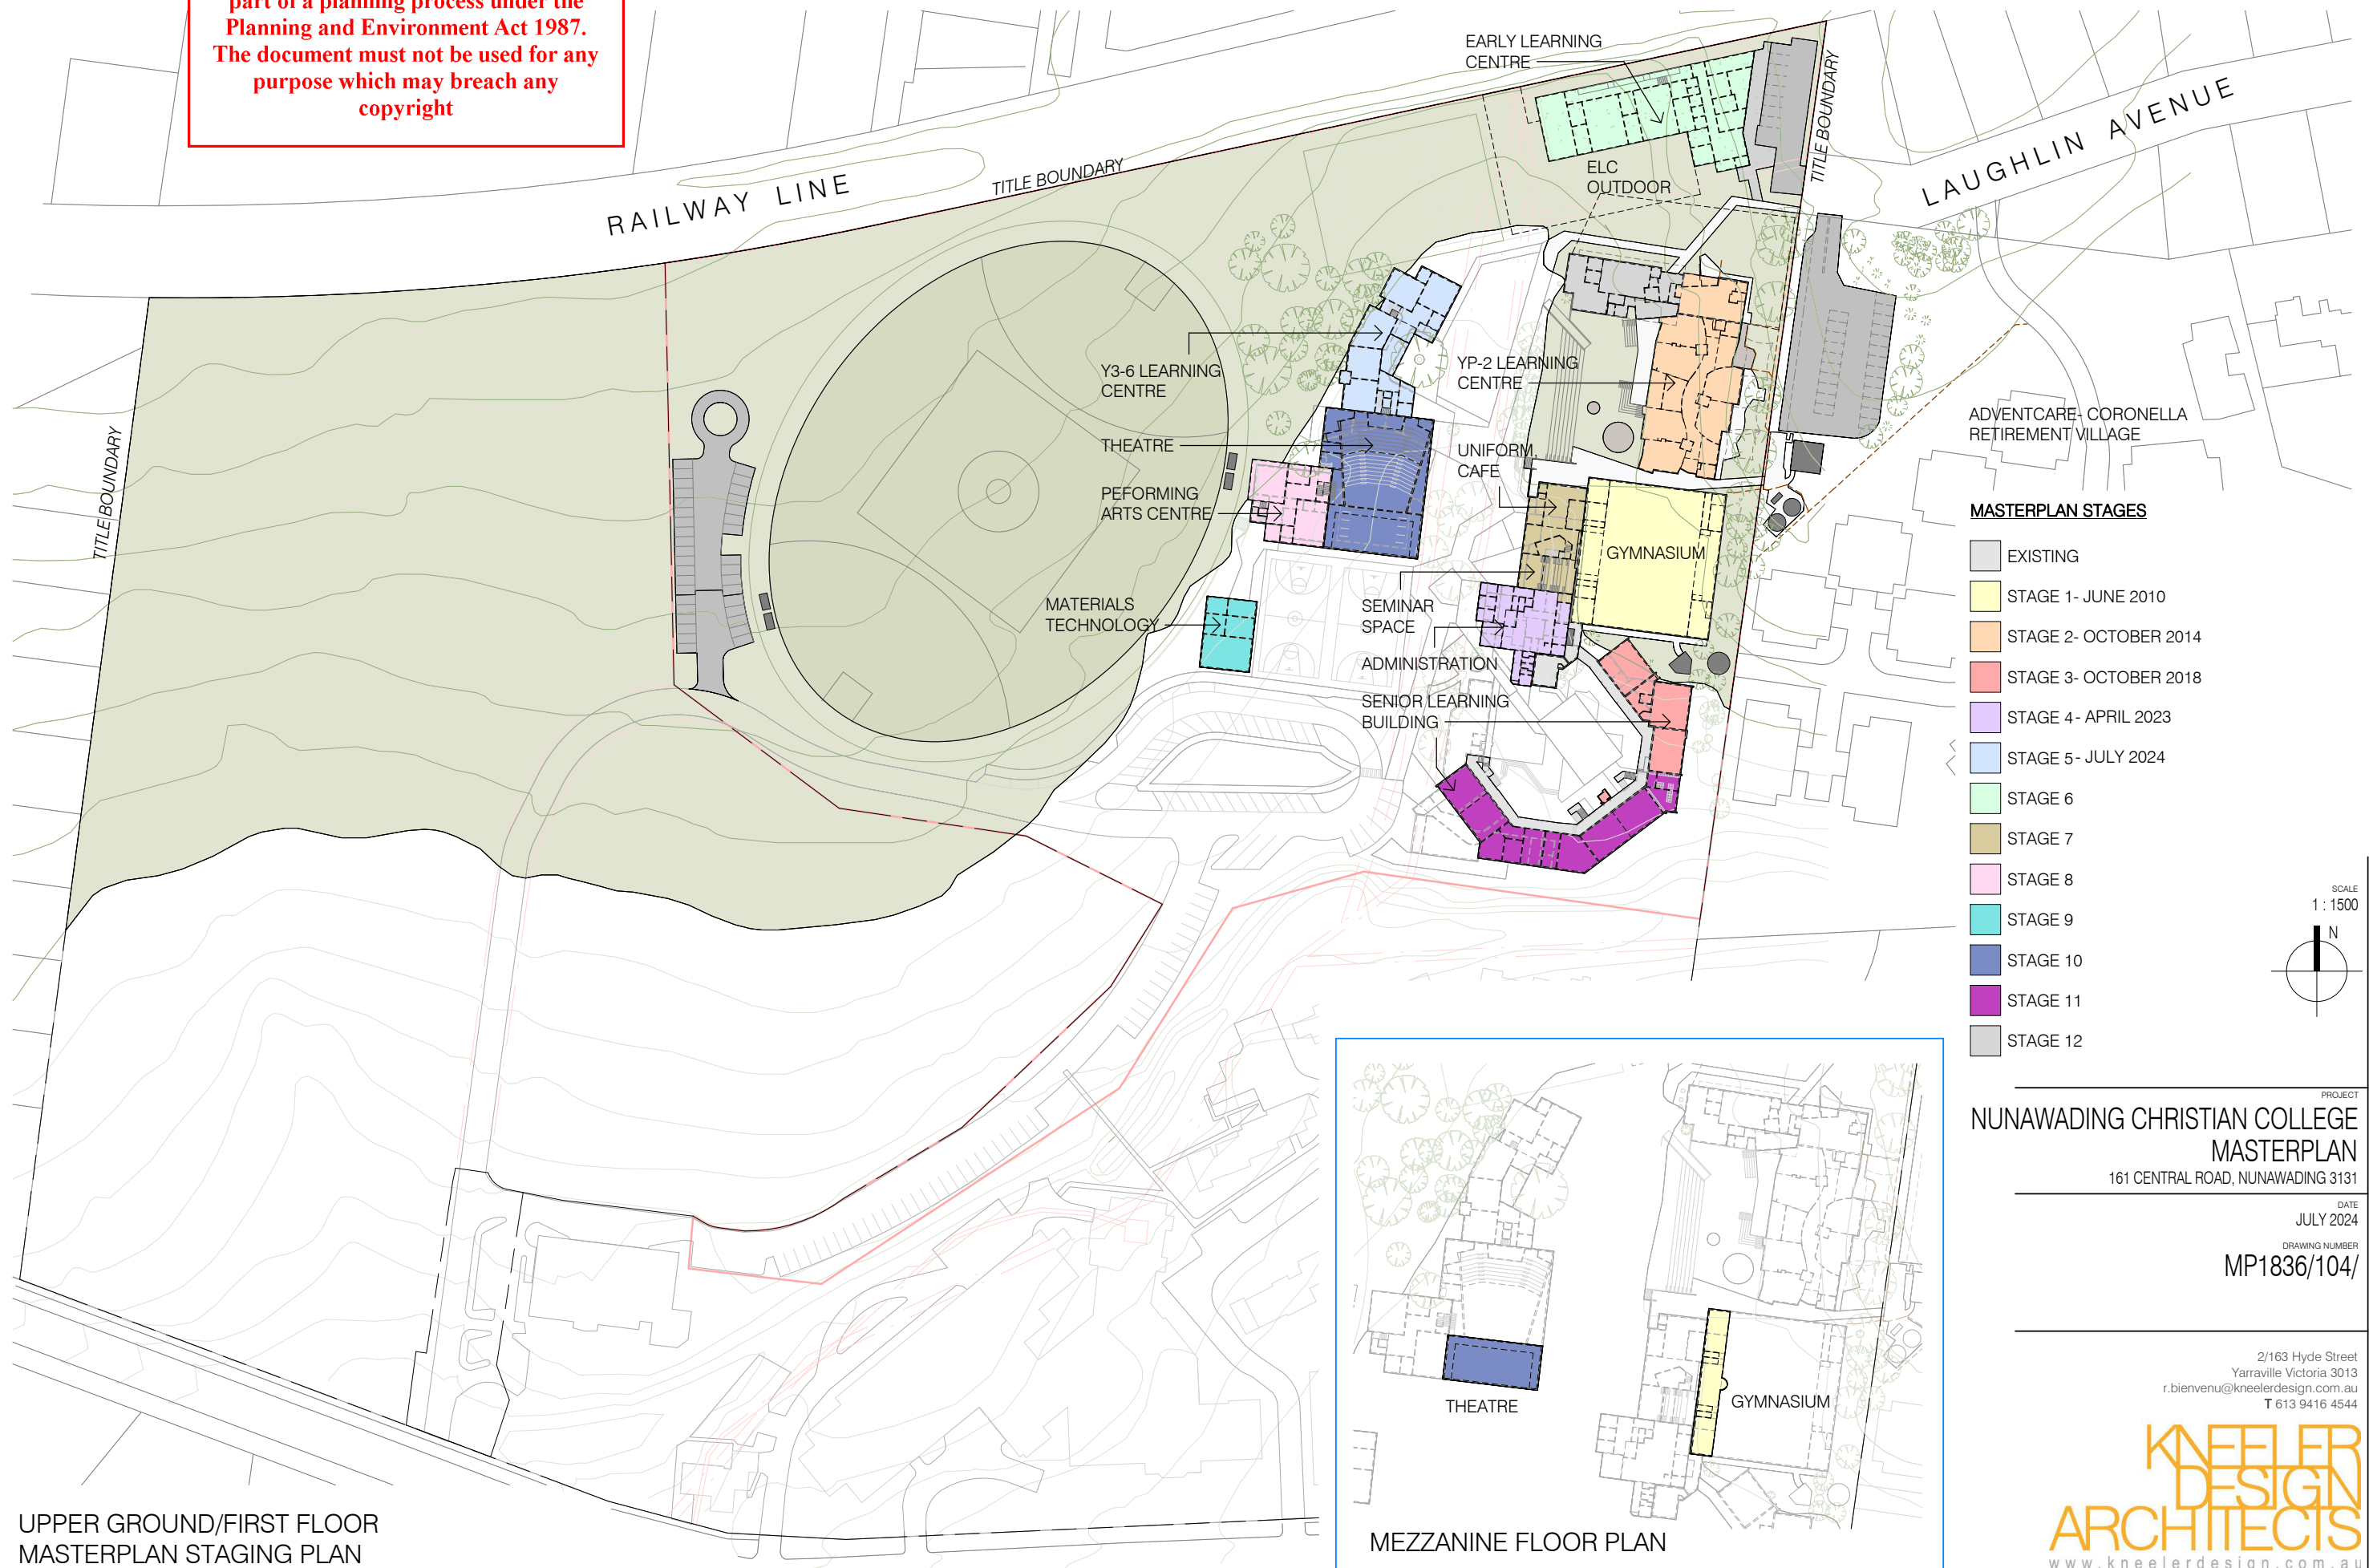 part of a planning process under the
Planning and Environment Act 1987.
The document must not be used for any
purpose which may breach any
copyright
EARLY LEARNING
CENTRE
TITLE BOUNDARY
LAUGHLIN AVENUE
RAILWAY LINE
TITLE BOUNDARY
ELC
OUTDOOR
Y3-6 LEARNING
CENTRE
YP-2 LEARNING
CENTRE
THEATRE
UNIFORM,
CAFE
PEFORMING
ARTS CENTRE
GYMNASIUM
MATERIALS
TECHNOLOGY
SEMINAR
SPACE
ADMINISTRATION
SENIOR LEARNING
BUILDING
TITLE BOUNDARY
ADVENTCARE- CORONELLA
RETIREMENT VILLAGE
MASTERPLAN STAGES
EXISTING
STAGE 1- JUNE 2010
STAGE 2- OCTOBER 2014
STAGE 3- OCTOBER 2018
STAGE 4- APRIL 2023
STAGE 5- JULY 2024
STAGE 6
STAGE 7
STAGE 8
STAGE 9
STAGE 10
STAGE 11
STAGE 12
SCALE
1 : 1500
N
PROJECT
NUNAWADING CHRISTIAN COLLEGE
MASTERPLAN
161 CENTRAL ROAD, NUNAWADING 3131
DATE
JULY 2024
DRAWING NUMBER
MP1836/104/
2/163 Hyde Street
Yarraville Victoria 3013
r.bienvenu@kneelerdesign.com.au
T 613 9416 4544
KNEELER
DESIGN
ARCHITECTS
www.kneelerdesign.com.au
THEATRE
GYMNASIUM
MEZZANINE FLOOR PLAN
UPPER GROUND/FIRST FLOOR
MASTERPLAN STAGING PLAN